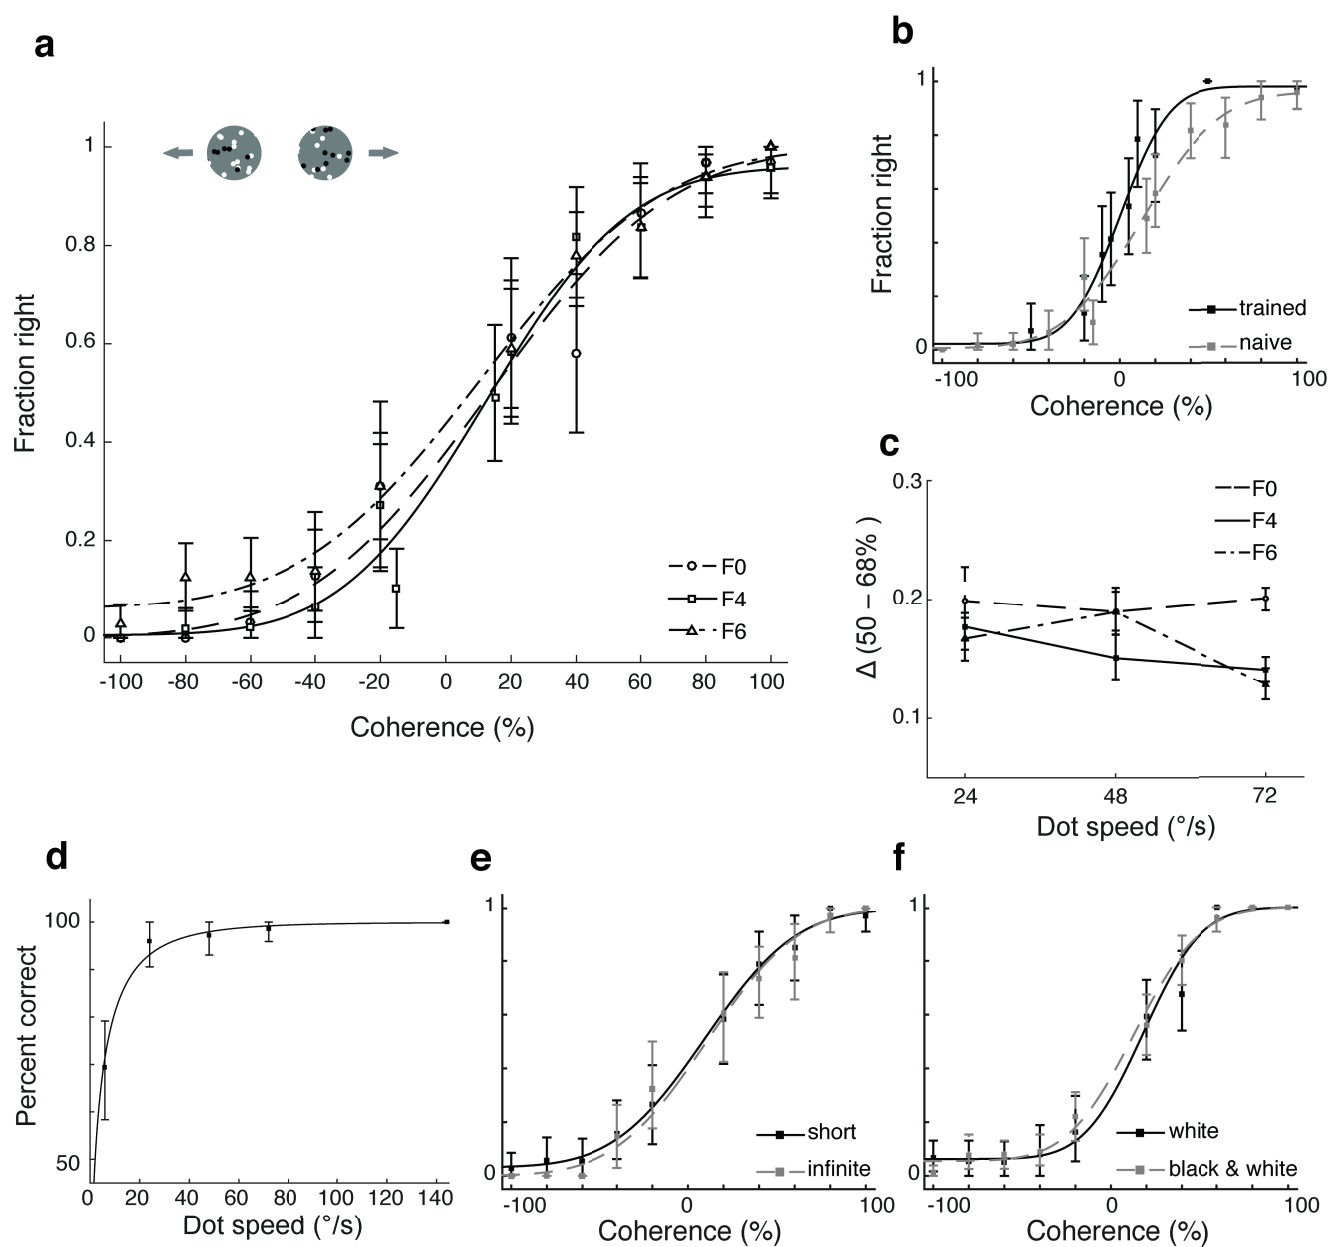 a
1
0.8
0.6
0.4
0.2
0
Fraction right
F0
F4
F6
-100 -80 -60 -40 -20 0 20 40 60 80 100
Coherence (%)
b
1
0
Fraction right
trained
naive
-100 0 100
Coherence (%)
c
0.3
0.2
0.1
Δ (50 – 68% )
F0
F4
F6
24 48 72
Dot speed (°/s)
d
100
50
Percent correct
0 20 40 60 80 100 120 140
Dot speed (°/s)
e
1
0
short
infinite
-100 0 100
Coherence (%)
f
1
0
white
black & white
-100 0 100
Coherence (%)